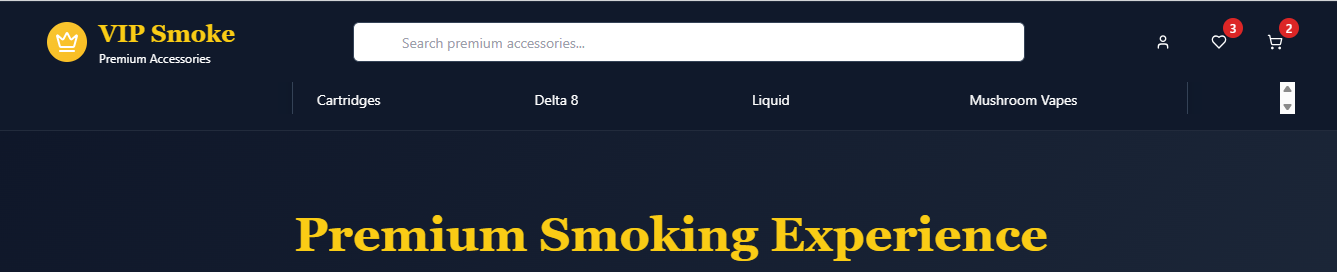 VIP Smoke
Premium Accessories
Search premium accessories...
3
2
Cartridges
Delta 8
Liquid
Mushroom Vapes
Premium Smoking Experience